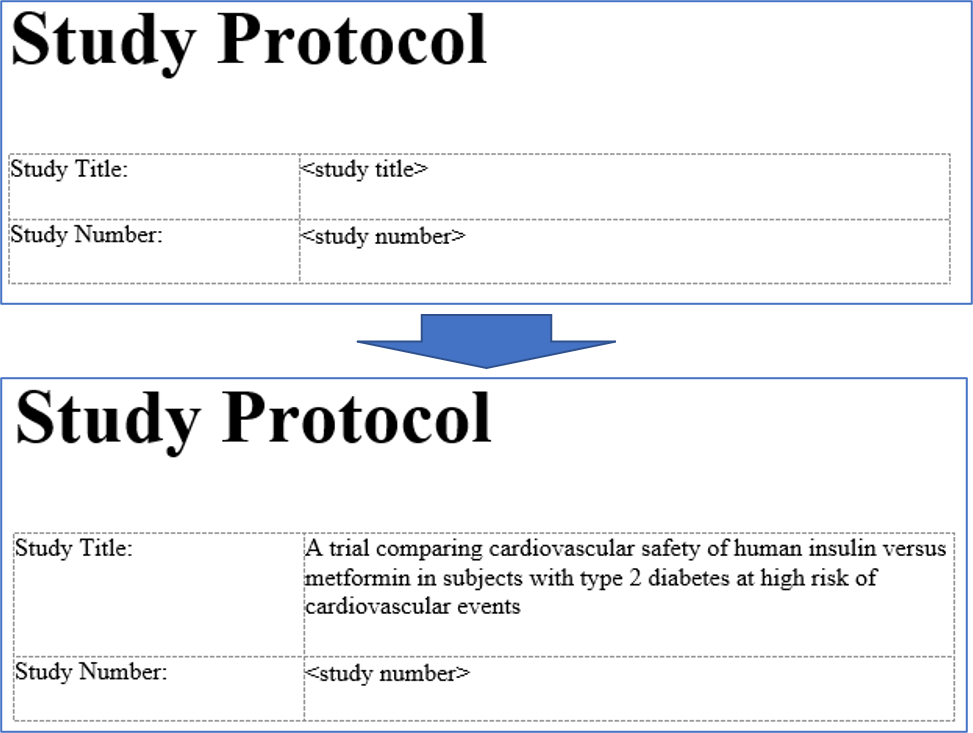 Study Protocol
Study Title: <study title>
Study Number: <study number>
Study Protocol
Study Title: A trial comparing cardiovascular safety of human insulin versus
metformin in subjects with type 2 diabetes at high risk of
cardiovascular events
Study Number: <study number>